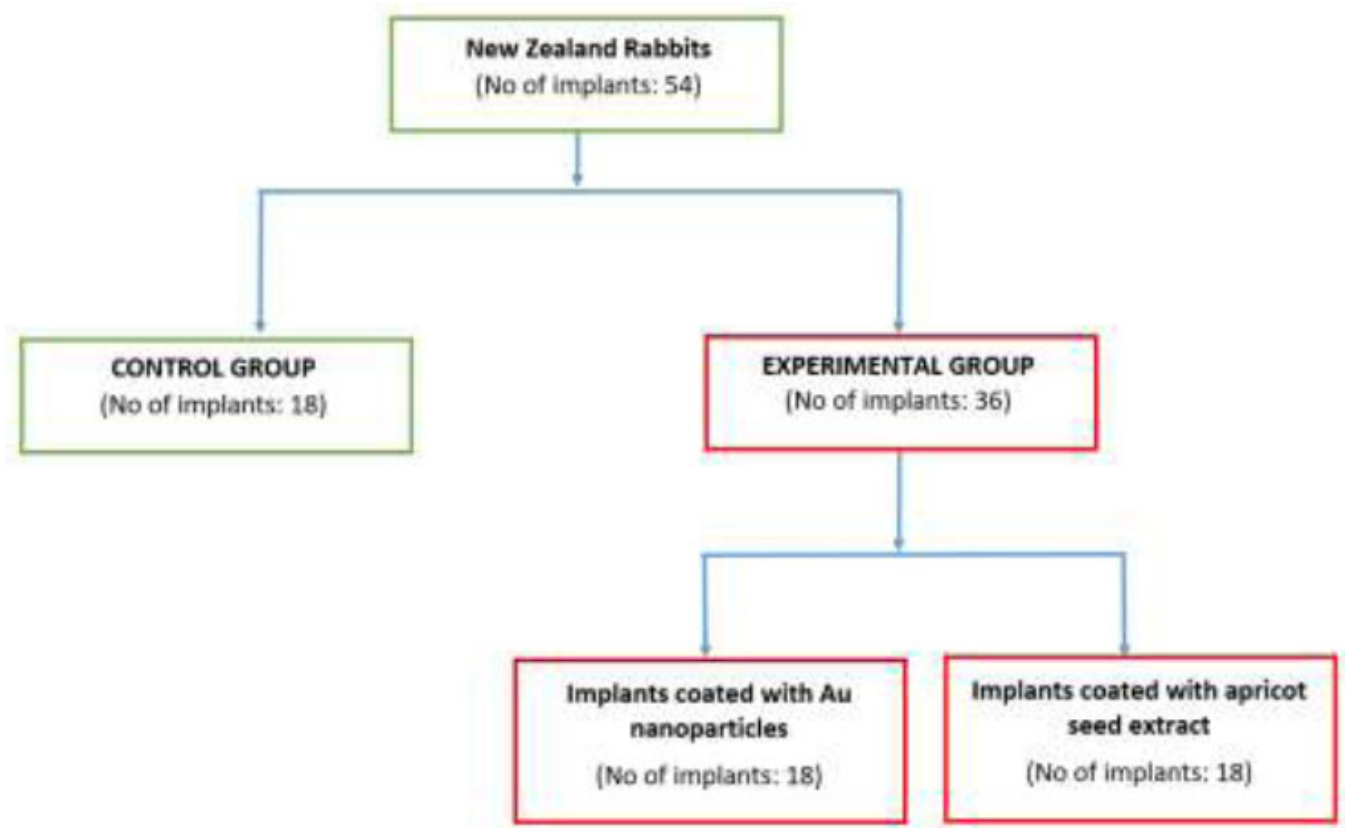 New Zealand Rabbits
(No of implants: 54)
CONTROL GROUP
(No of implants: 18)
EXPERIMENTAL GROUP
(No of implants: 36)
Implants coated with Au
nanoparticles
(No of implants: 18)
Implants coated with apricot
seed extract
(No of implants: 18)